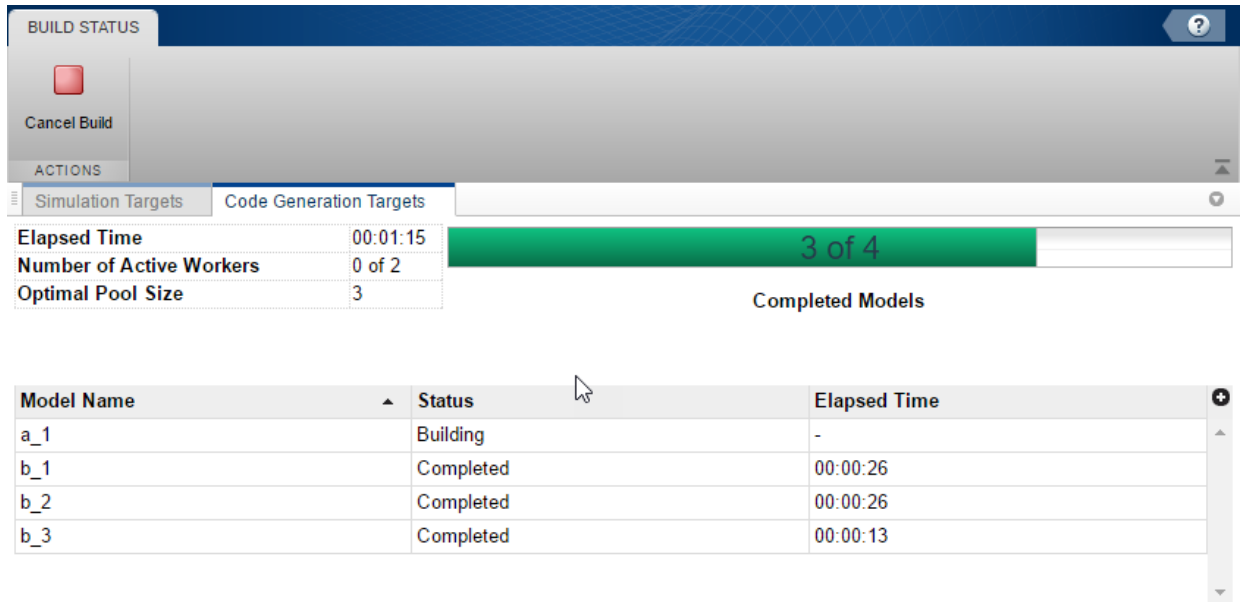 BUILD STATUS
?
Cancel Build
ACTIONS
Simulation Targets Code Generation Targets
Elapsed Time 00:01:15
Number of Active Workers 0 of 2
Optimal Pool Size 3
3 of 4
Completed Models
Model Name Status Elapsed Time
a_1 Building -
b_1 Completed 00:00:26
b_2 Completed 00:00:26
b_3 Completed 00:00:13